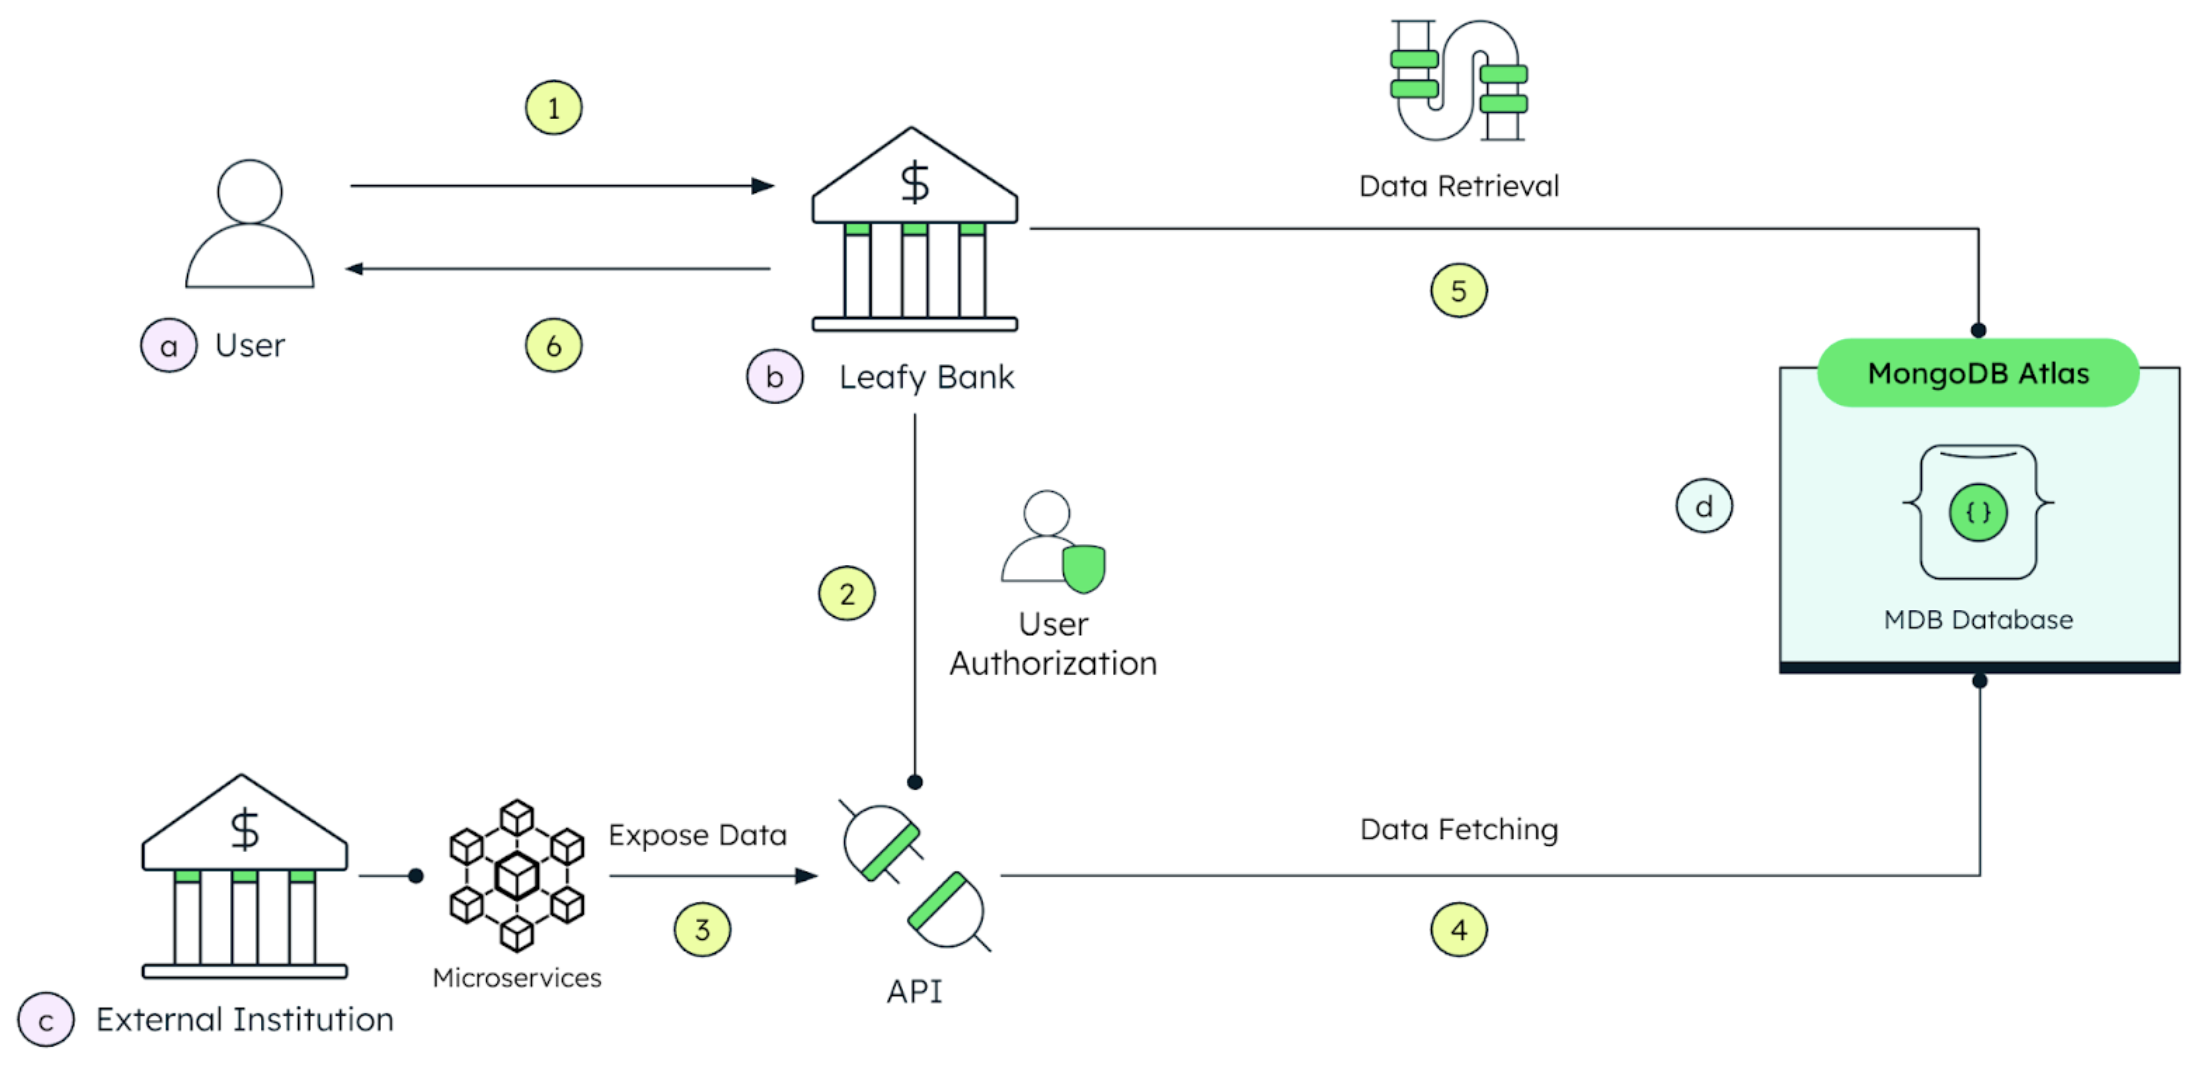 1
$
Data Retrieval
5
a User
6
b Leafy Bank
MongoDB Atlas
{ }
d
MDB Database
2
User
Authorization
$
Expose Data
3
Microservices
API
Data Fetching
4
c External Institution